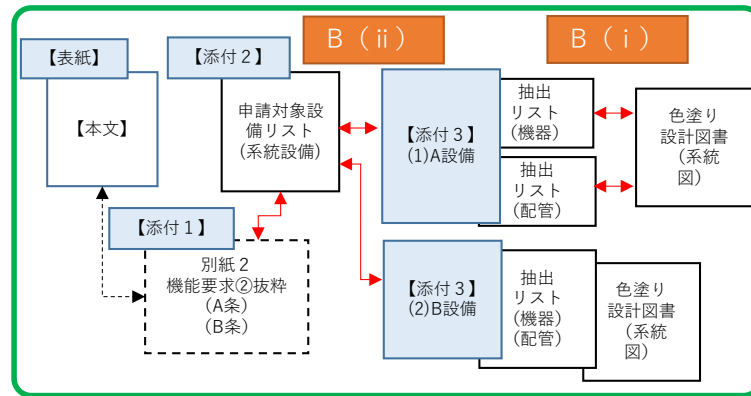 B（ii）
B（i）
【表紙】
【本文】
【添付２】
申請対象設
備リスト
(系統設備)
【添付１】
別紙２
機能要求②抜粋
（A条）
（B条）
【添付３】
(1)A設備
抽出
リスト
(機器)
抽出
リスト
(配管)
色塗り
設計図書
（系統
図）
【添付３】
(2)B設備
抽出
リスト
(機器)
(配管)
色塗り
設計図書
（系統
図）